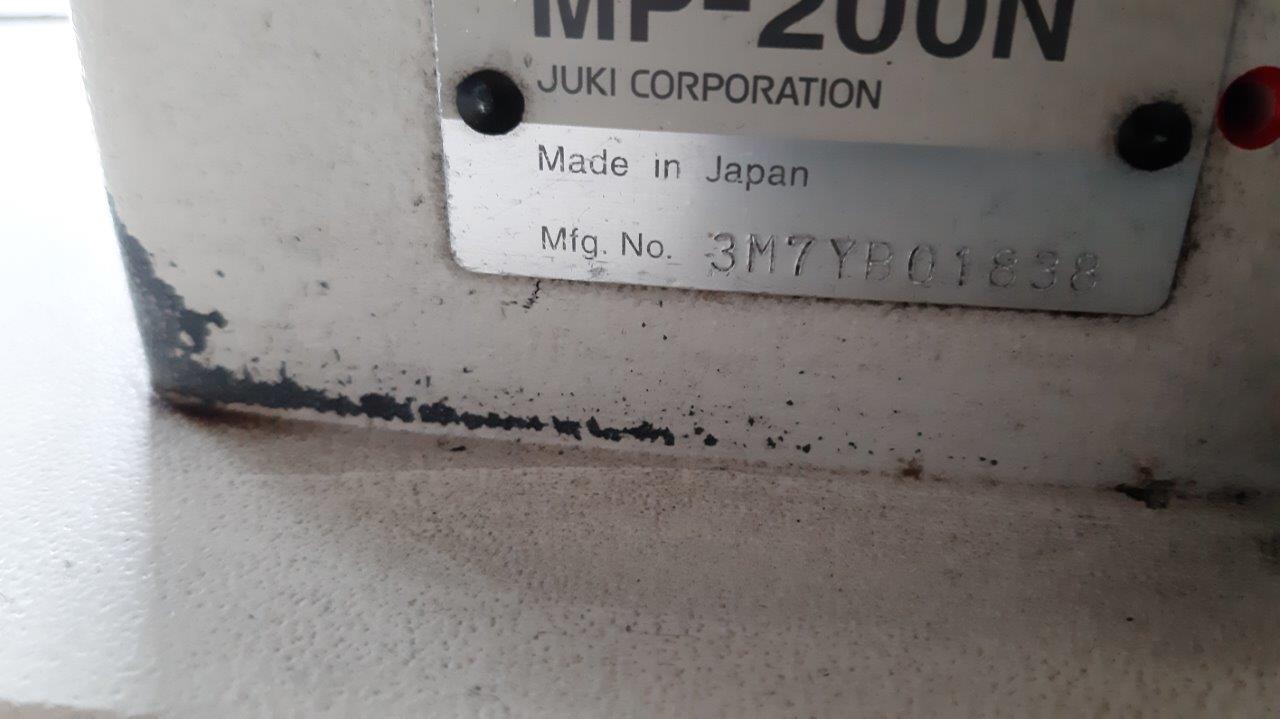 MP-200N
JUKI CORPORATION
Made in Japan
Mfg. No. 3M7YB01838